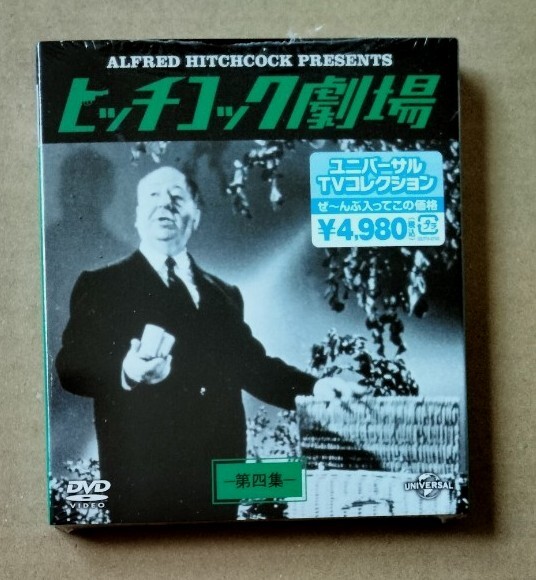 ALFRED HITCHCOCK PRESENTS
ヒッチコック劇場
ユニバーサル
TVコレクション
ぜ〜んぶ入ってこの価格
¥4,980(税込)
第四集
DVD
VIDEO
UNIVERSAL